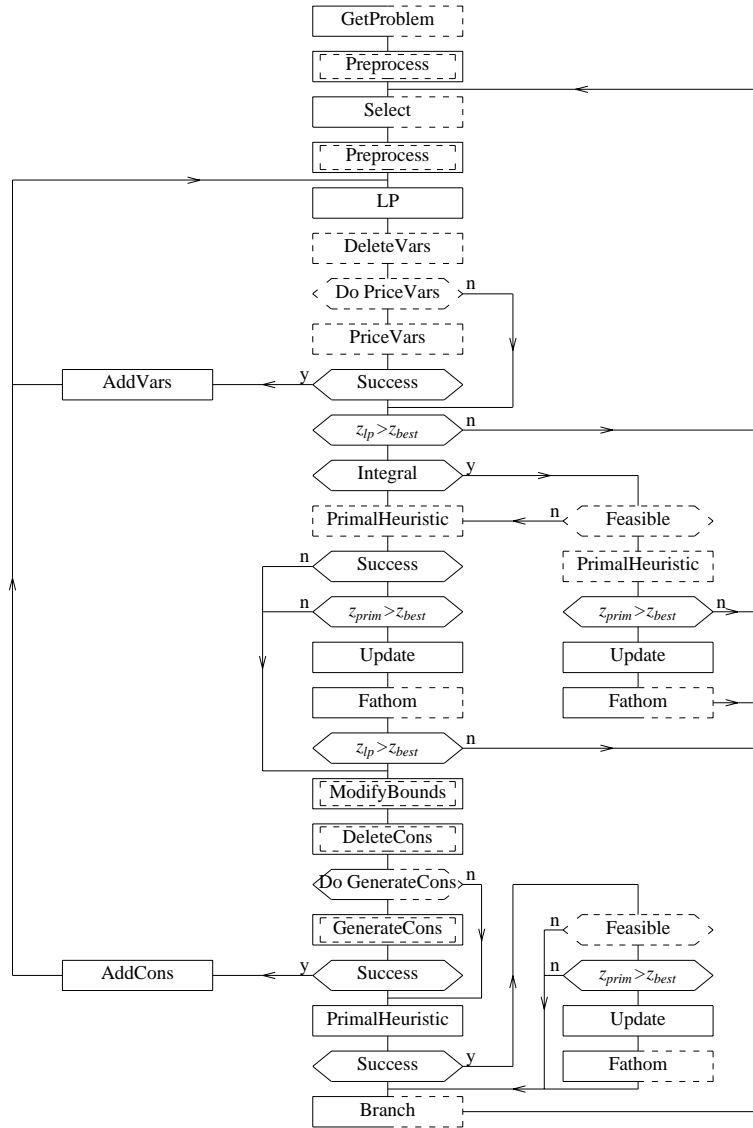 GetProblem
Preprocess
Select
Preprocess
LP
DeleteVars
Do PriceVars n
PriceVars
AddVars y Success
z_lp>z_best n
Integral y
PrimalHeuristic n Feasible
n Success PrimalHeuristic
n z_prim>z_best z_prim>z_best n
Update Update
Fathom Fathom
z_lp>z_best n
ModifyBounds
DeleteCons
Do GenerateCons n
GenerateCons n Feasible
AddCons y Success n z_prim>z_best
PrimalHeuristic Update
Success y Fathom
Branch